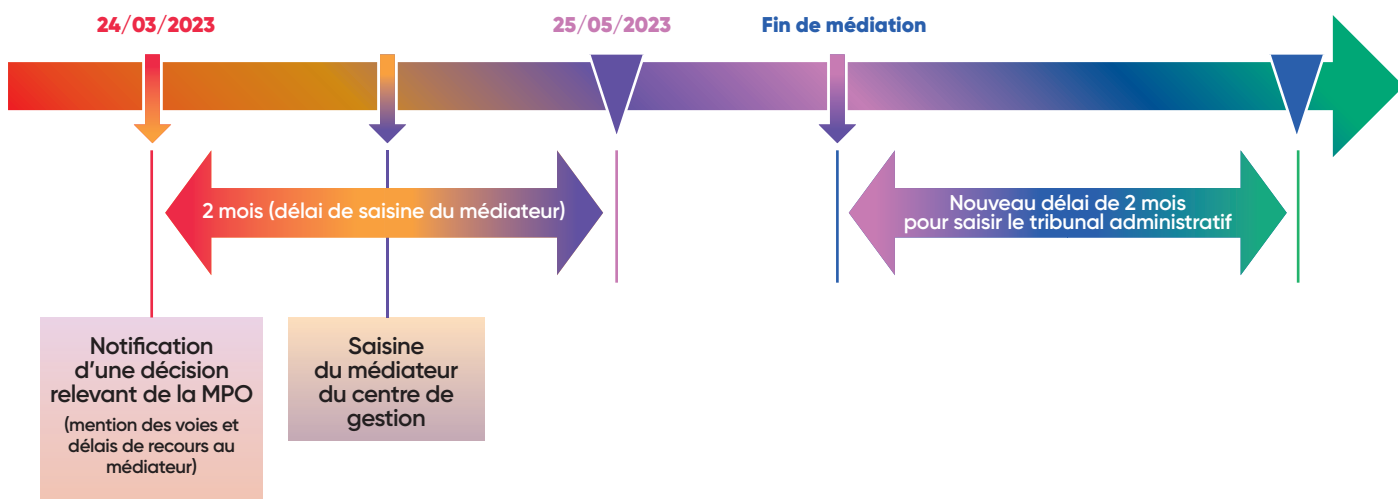 24/03/2023
25/05/2023
Fin de médiation
2 mois (délai de saisine du médiateur)
Nouveau délai de 2 mois
pour saisir le tribunal administratif
Notification
d'une décision
relevant de la MPO
(mention des voies et
délais de recours au
médiateur)
Saisine
du médiateur
du centre de
gestion